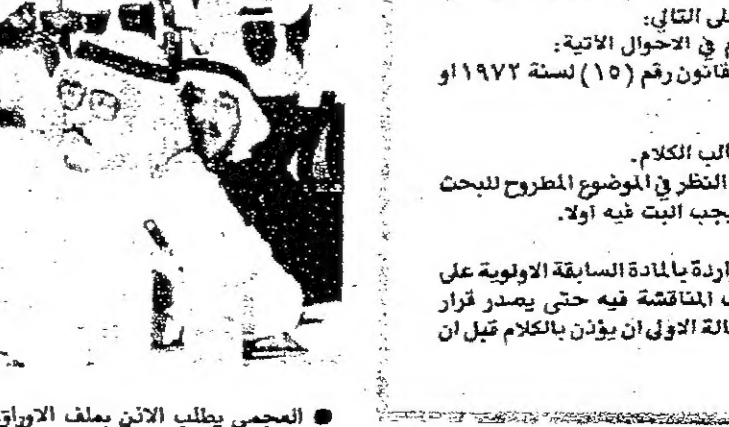 على التالي:
م في الاحوال الاتية:
قانون رقم (١٥) لسنة ١٩٧٢ او
الب الكلام.
النظر في الموضوع المطروح للبحث
يجب البت فيه اولا.
اردة بالمادة السابقة الاولوية على
المناقشة فيه حتى يصدر قرار
الة الاولى ان يؤذن بالكلام قبل ان
● العجمي يطلب الاذن بملف الاوراق